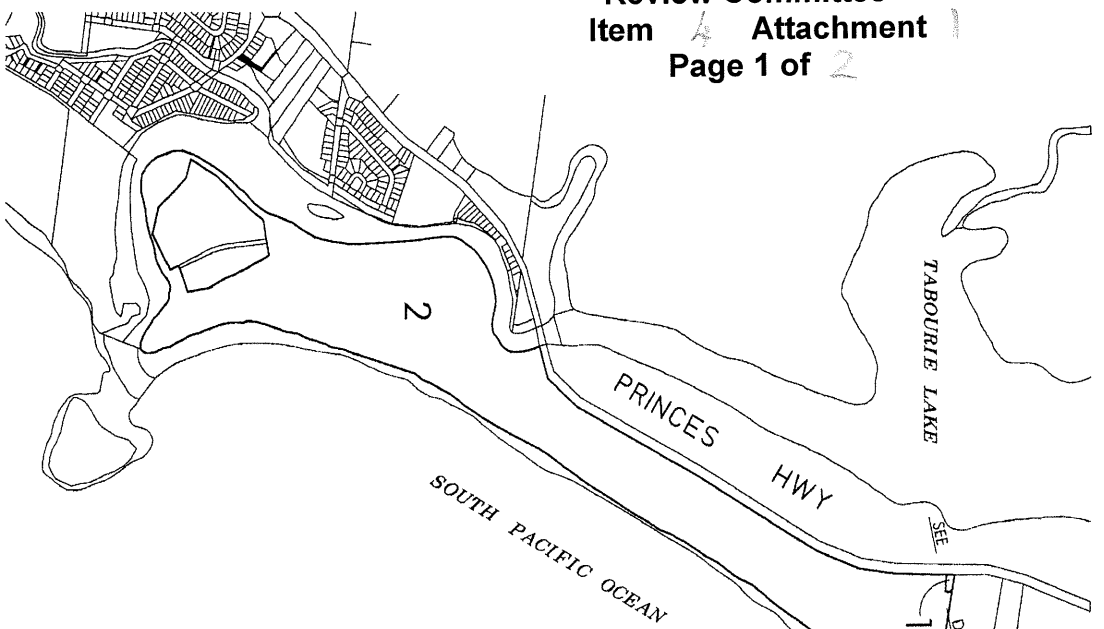 Review Committee
Item 4 Attachment 1
Page 1 of 2
TABOURIE LAKE
2
PRINCES HWY
SOUTH PACIFIC OCEAN
SEE
1